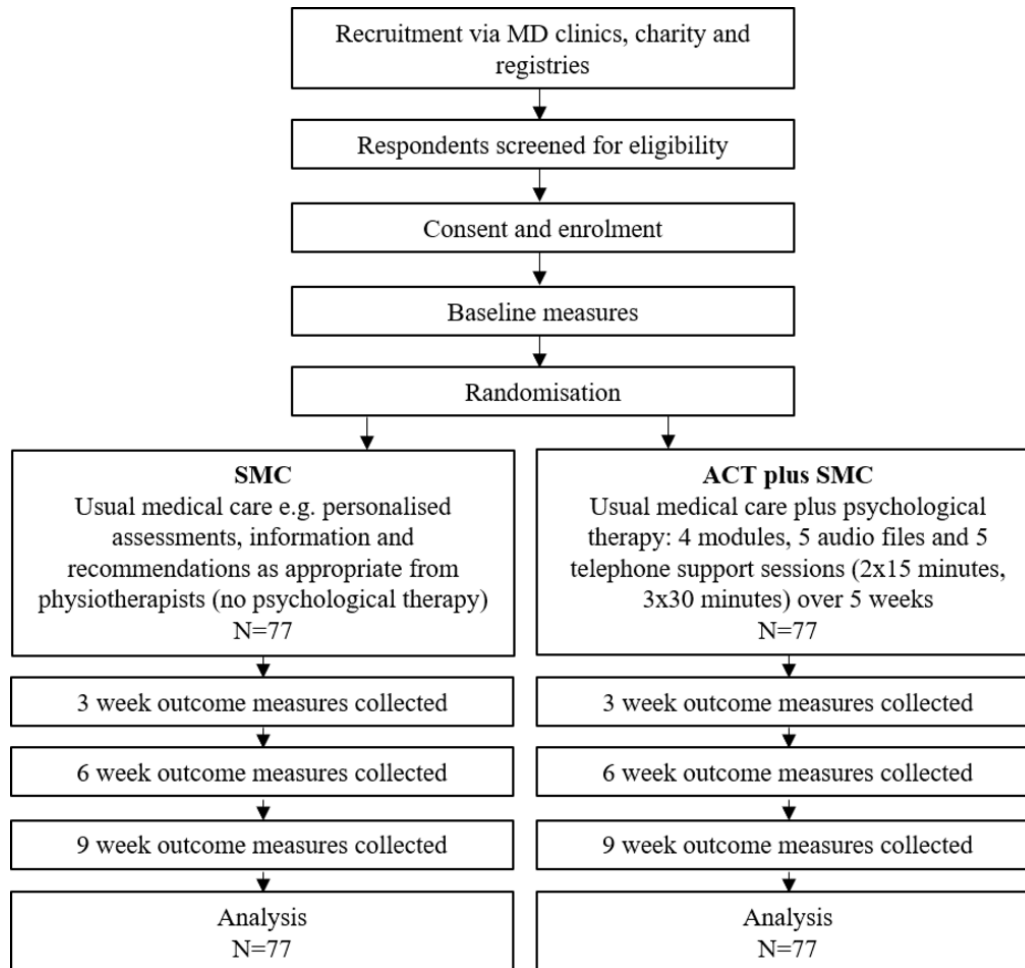 Recruitment via MD clinics, charity and
registries
Respondents screened for eligibility
Consent and enrolment
Baseline measures
Randomisation
SMC
Usual medical care e.g. personalised
assessments, information and
recommendations as appropriate from
physiotherapists (no psychological therapy)
N=77
ACT plus SMC
Usual medical care plus psychological
therapy: 4 modules, 5 audio files and 5
telephone support sessions (2x15 minutes,
3x30 minutes) over 5 weeks
N=77
3 week outcome measures collected
3 week outcome measures collected
6 week outcome measures collected
6 week outcome measures collected
9 week outcome measures collected
9 week outcome measures collected
Analysis
N=77
Analysis
N=77